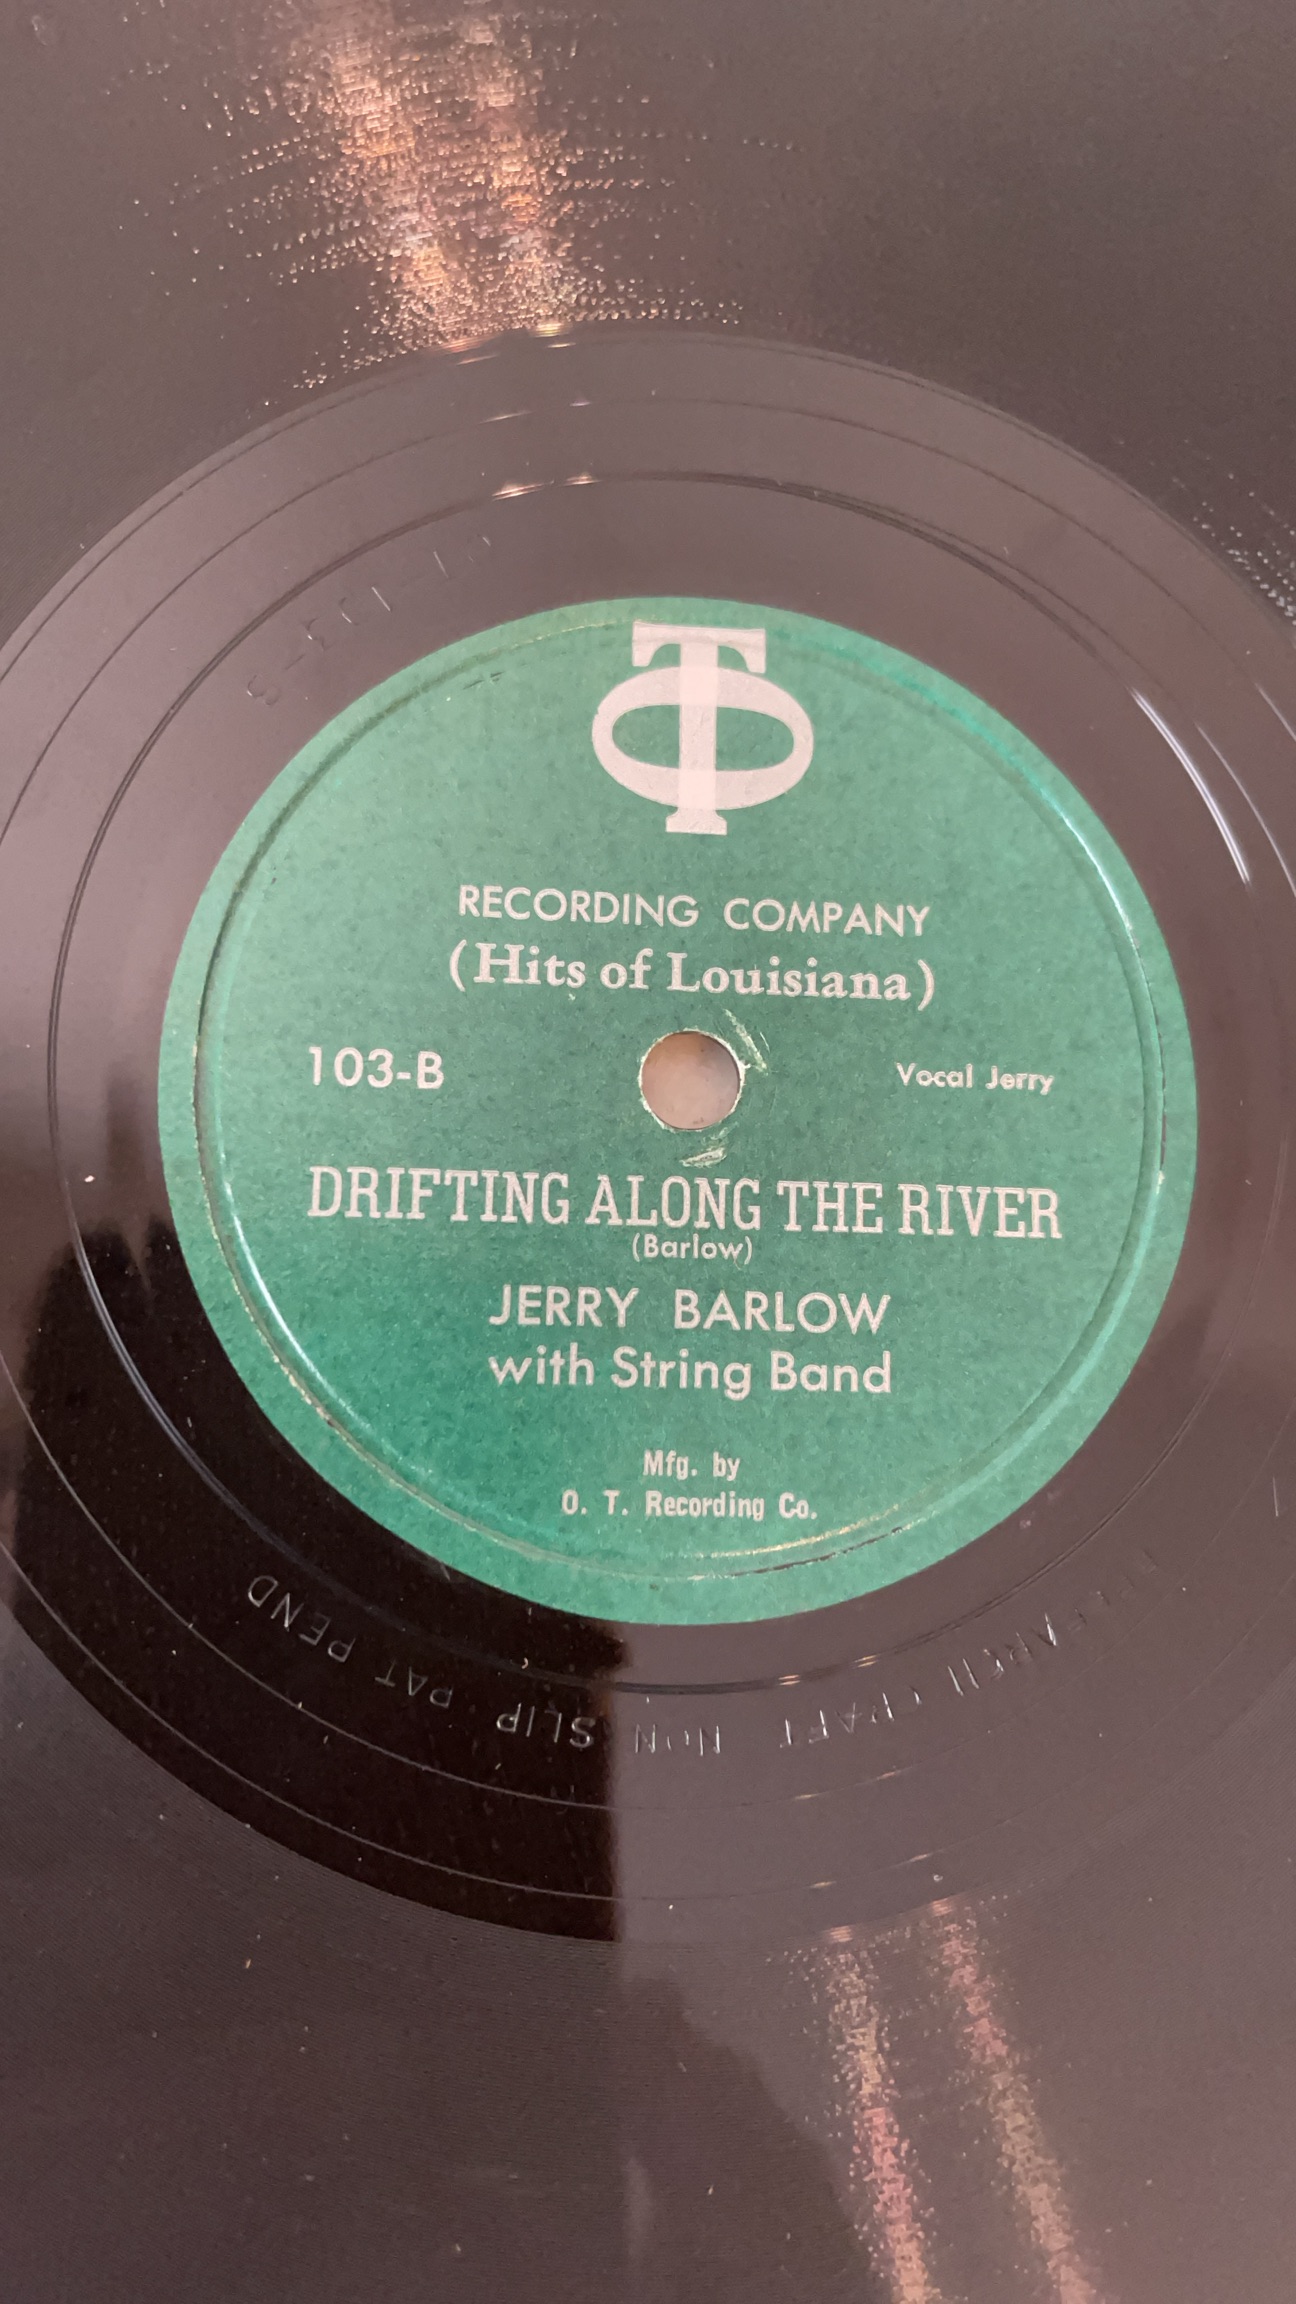 OT
RECORDING COMPANY
(Hits of Louisiana)
103-B
Vocal Jerry
DRIFTING ALONG THE RIVER
(Barlow)
JERRY BARLOW
with String Band
Mfg. by
O. T. Recording Co.
CRAFT NON SLIP PAT PEND